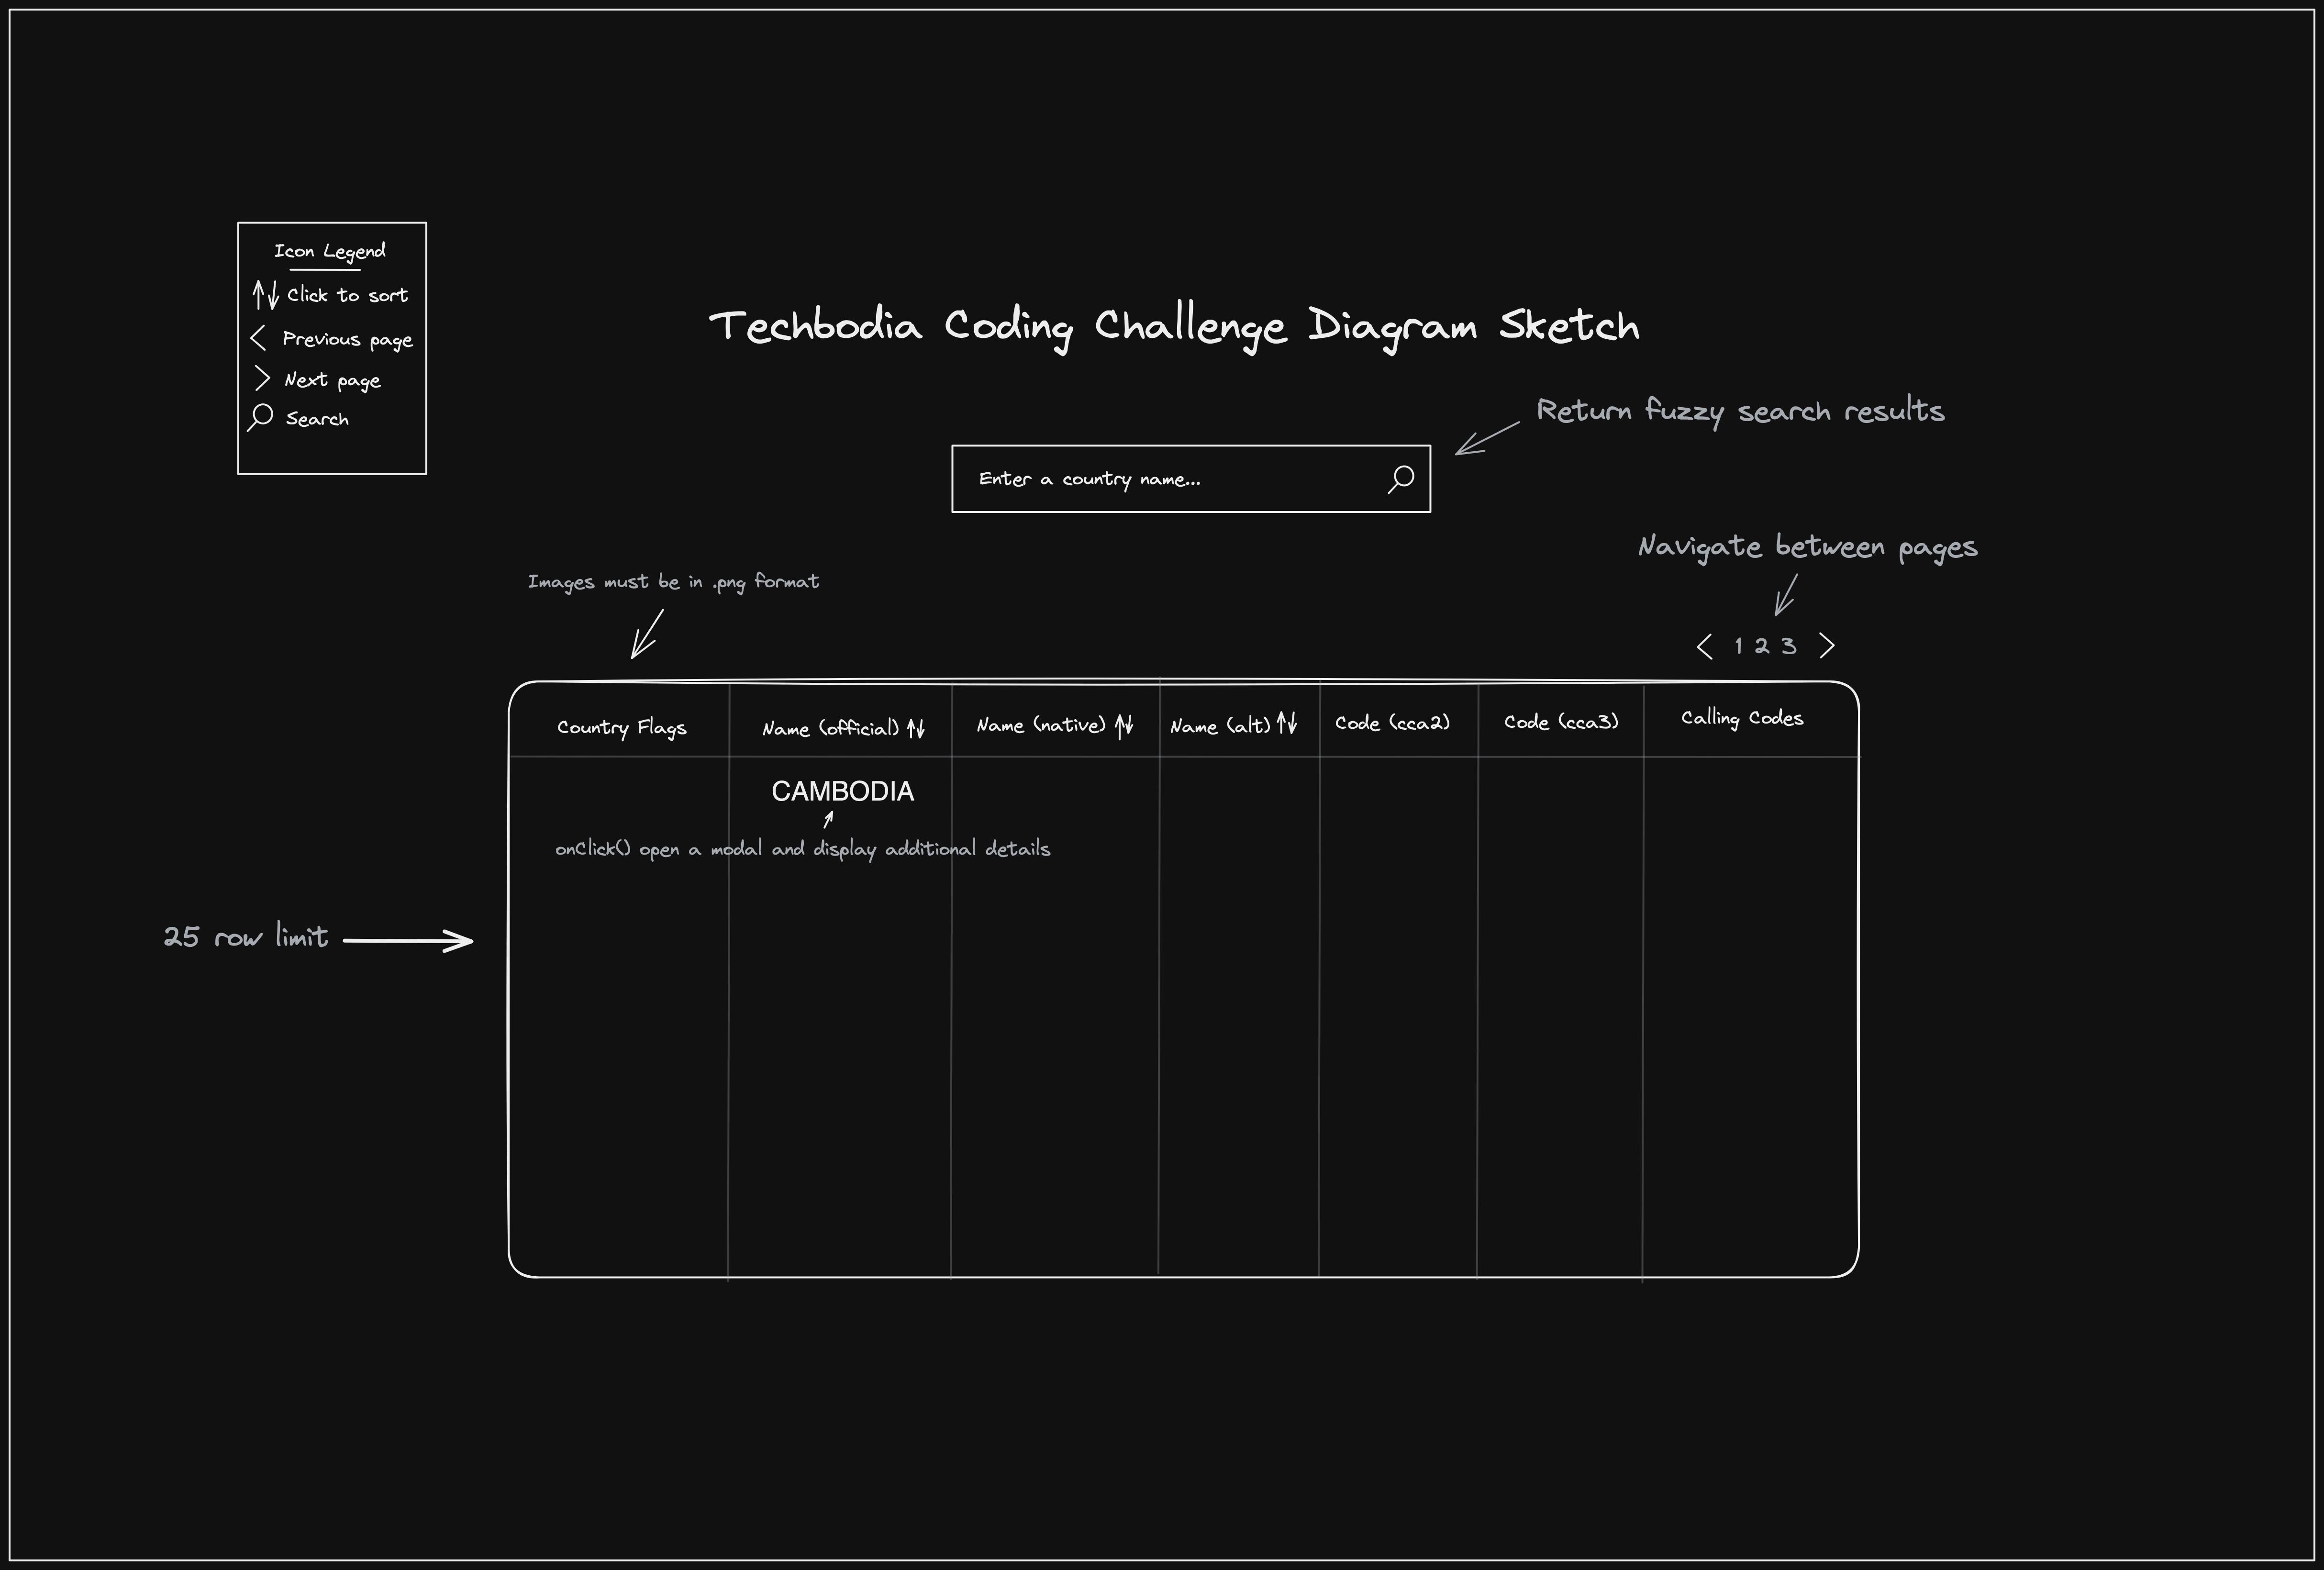 Icon Legend
Click to sort
Previous page
Next page
Search
Techbodia Coding Challenge Diagram Sketch
Return fuzzy search results
Enter a country name...
Navigate between pages
Images must be in .png format
< 1 2 3 >
Country Flags
Name (official)
Name (native)
Name (alt)
Code (cca2)
Code (cca3)
Calling Codes
CAMBODIA
onClick() open a modal and display additional details
25 row limit